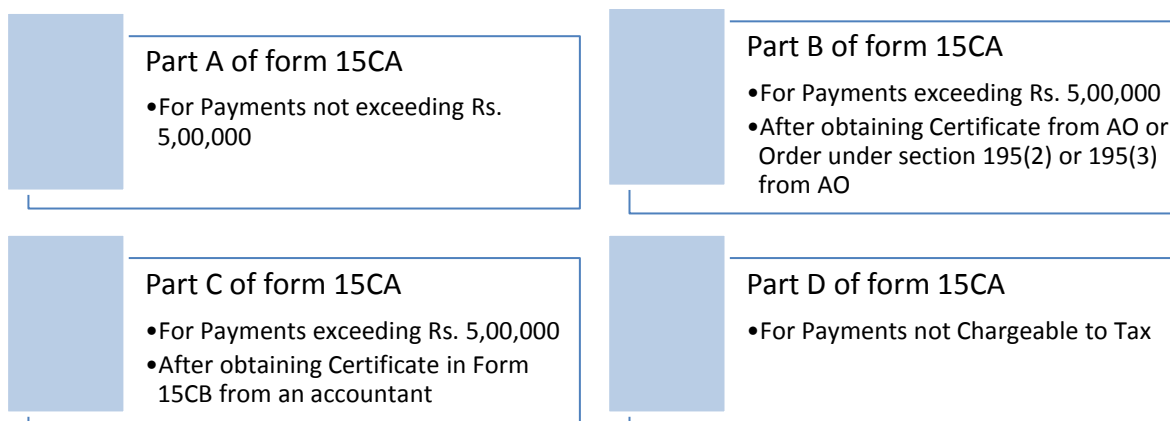 Part A of form 15CA
•For Payments not exceeding Rs.
5,00,000
Part B of form 15CA
•For Payments exceeding Rs. 5,00,000
•After obtaining Certificate from AO or
Order under section 195(2) or 195(3)
from AO
Part C of form 15CA
•For Payments exceeding Rs. 5,00,000
•After obtaining Certificate in Form
15CB from an accountant
Part D of form 15CA
•For Payments not Chargeable to Tax